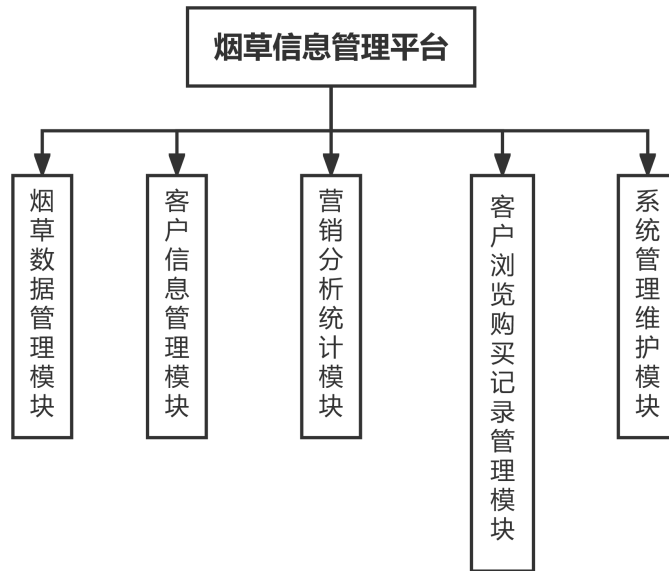 烟草信息管理平台
烟草数据管理模块
客户信息管理模块
营销分析统计模块
客户浏览购买记录管理模块
系统管理维护模块